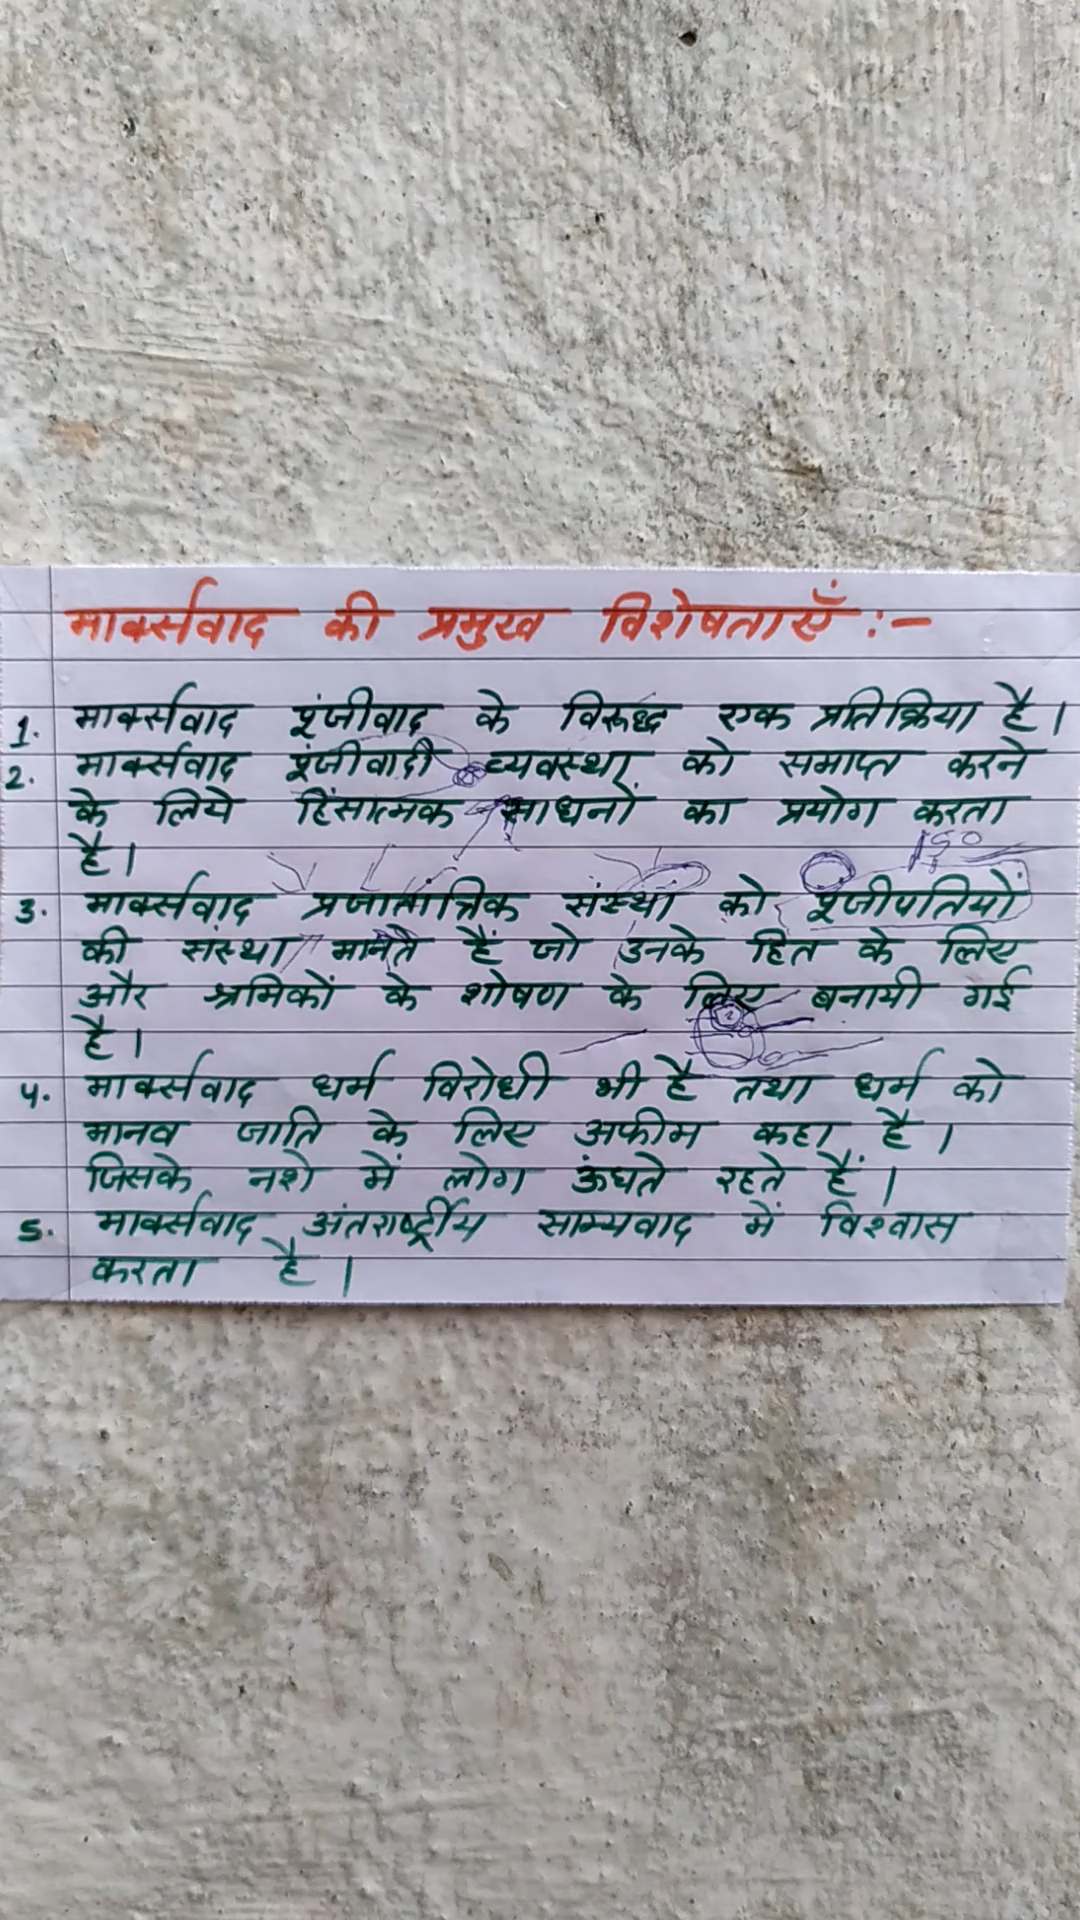 मार्क्सवाद की प्रमुख विशेषताएँ :-
1. मार्क्सवाद पूंजीवाद के विरूद्ध एक प्रतिक्रिया है।
2. मार्क्सवाद पूंजीवादी व्यवस्था को समाप्त करने
के लिये हिंसात्मक साधनों का प्रयोग करता
है।
150
3. मार्क्सवाद प्रजातांत्रिक संस्था को पूंजीपतियों
की संस्था मानते हैं जो उनके हित के लिए
और श्रमिकों के शोषण के लिए बनायी गई
है।
4. मार्क्सवाद धर्म विरोधी भी है तथा धर्म को
मानव जाति के लिए अफीम कहा है।
जिसके नशे में लोग ऊंघते रहते हैं।
5. मार्क्सवाद अंतराष्ट्रीय साम्यवाद में विश्वास
करता है।